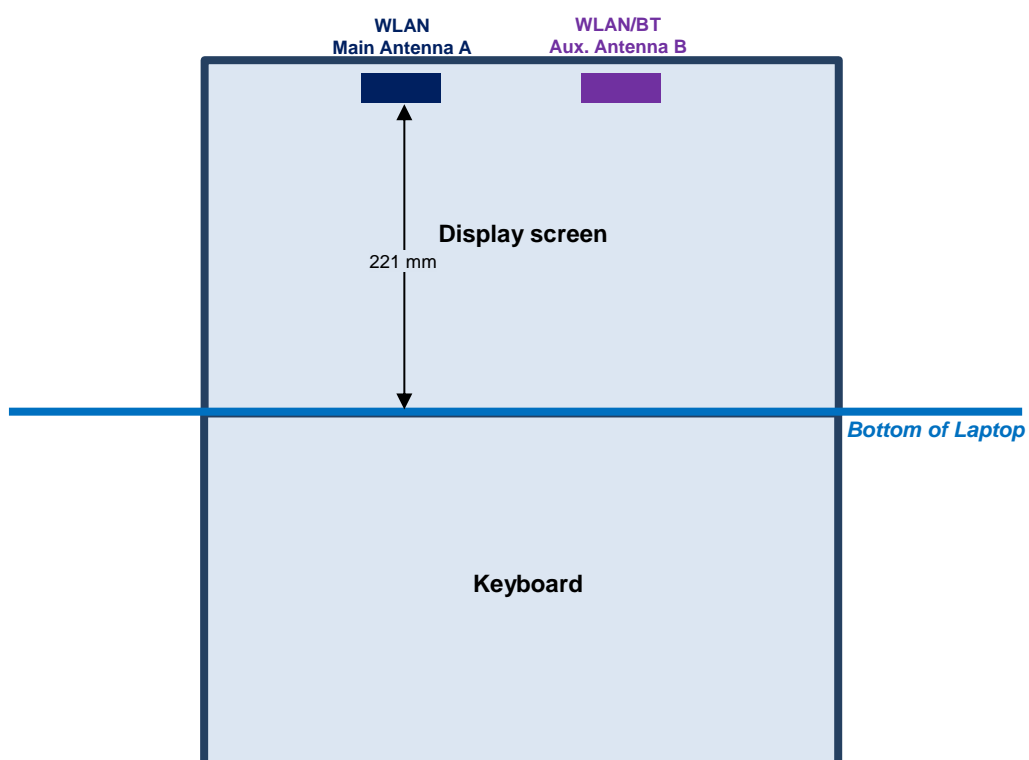 WLAN
Main Antenna A
WLAN/BT
Aux. Antenna B
Display screen
221 mm
Bottom of Laptop
Keyboard